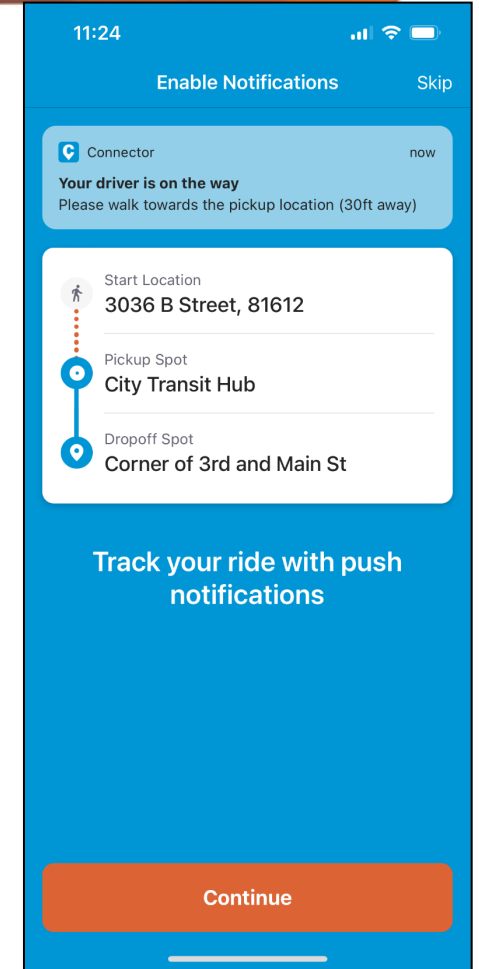 11:24
Enable Notifications
Skip
Connector
now
Your driver is on the way
Please walk towards the pickup location (30ft away)
Start Location
3036 B Street, 81612
Pickup Spot
City Transit Hub
Dropoff Spot
Corner of 3rd and Main St
Track your ride with push
notifications
Continue